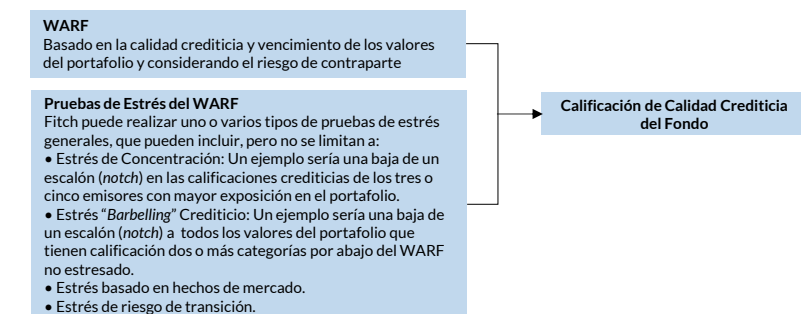 WARF
Basado en la calidad crediticia y vencimiento de los valores
del portafolio y considerando el riesgo de contraparte
Pruebas de Estrés del WARF
Fitch puede realizar uno o varios tipos de pruebas de estrés
generales, que pueden incluir, pero no se limitan a:
• Estrés de Concentración: Un ejemplo sería una baja de un
escalón (notch) en las calificaciones crediticias de los tres o
cinco emisores con mayor exposición en el portafolio.
• Estrés “Barbelling” Crediticio: Un ejemplo sería una baja de
un escalón (notch) a todos los valores del portafolio que
tienen calificación dos o más categorías por abajo del WARF
no estresado.
• Estrés basado en hechos de mercado.
• Estrés de riesgo de transición.
Calificación de Calidad Crediticia
del Fondo